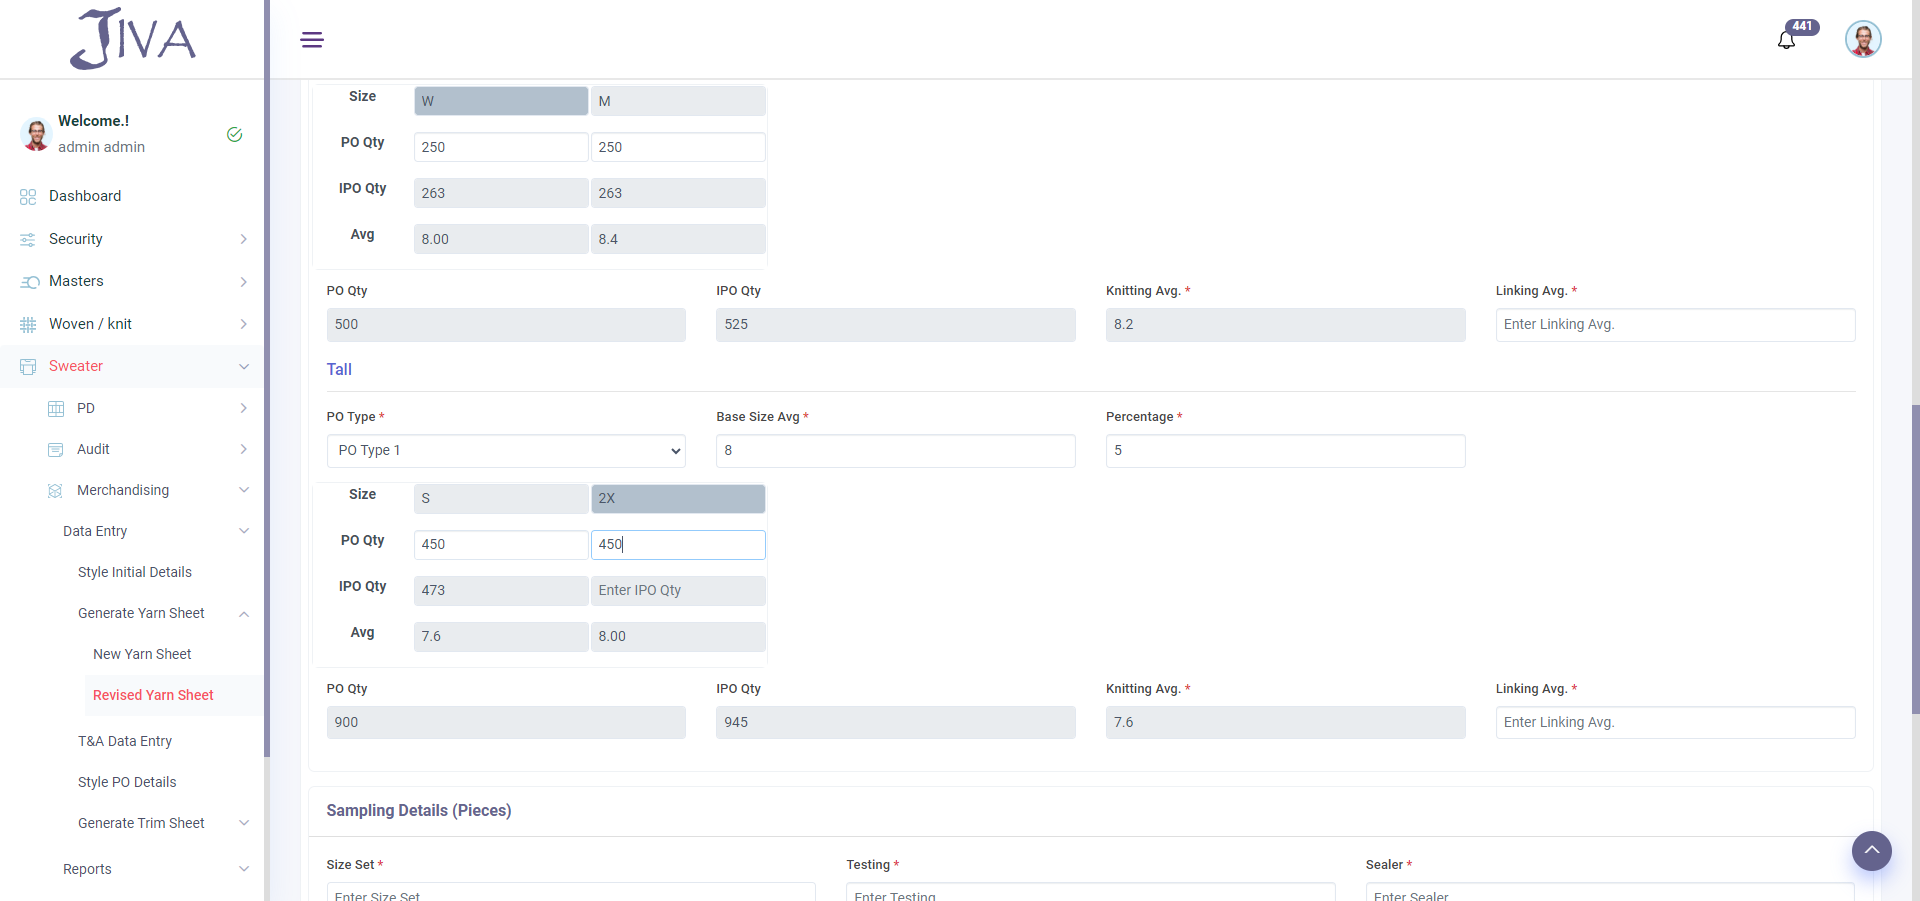 JIVA
441
Welcome.!
admin admin
Dashboard
Security
Masters
Woven / knit
Sweater
PD
Audit
Merchandising
Data Entry
Style Initial Details
Generate Yarn Sheet
New Yarn Sheet
Revised Yarn Sheet
T&A Data Entry
Style PO Details
Generate Trim Sheet
Reports
Size W M
PO Qty 250 250
IPO Qty 263 263
Avg 8.00 8.4
PO Qty IPO Qty Knitting Avg. * Linking Avg. *
500 525 8.2 Enter Linking Avg.
Tall
PO Type * Base Size Avg * Percentage *
PO Type 1 8 5
Size S 2X
PO Qty 450 450
IPO Qty 473 Enter IPO Qty
Avg 7.6 8.00
PO Qty IPO Qty Knitting Avg. * Linking Avg. *
900 945 7.6 Enter Linking Avg.
Sampling Details (Pieces)
Size Set * Testing * Sealer *
Enter Size Set Enter Testing Enter Sealer